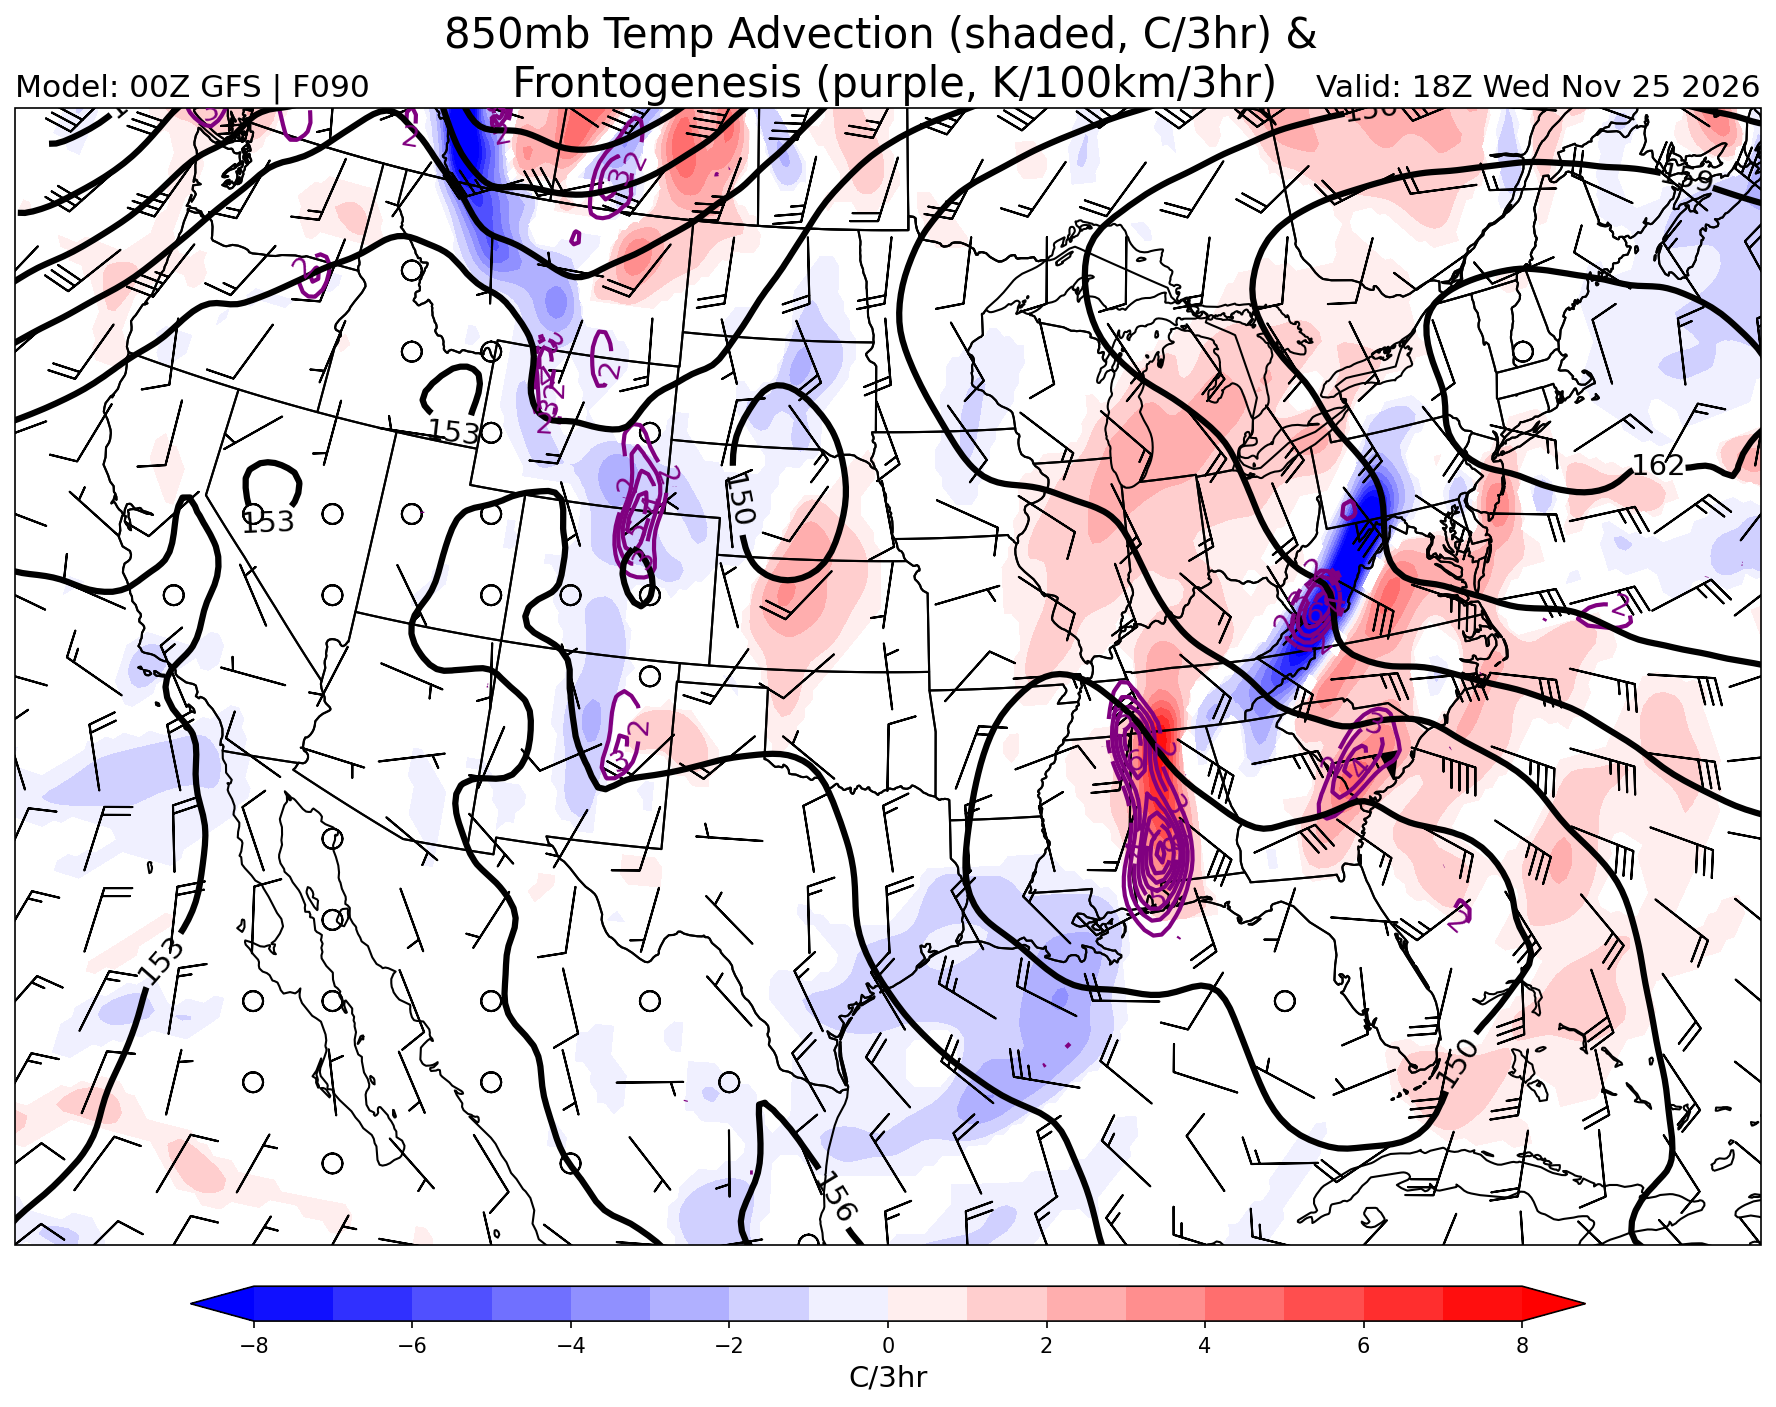 850mb Temp Advection (shaded, C/3hr) &
Frontogenesis (purple, K/100km/3hr)
Model: 00Z GFS | F090
Valid: 18Z Wed Nov 25 2026
159
153
153
150
162
153
150
156
−8 −6 −4 −2 0 2 4 6 8
C/3hr